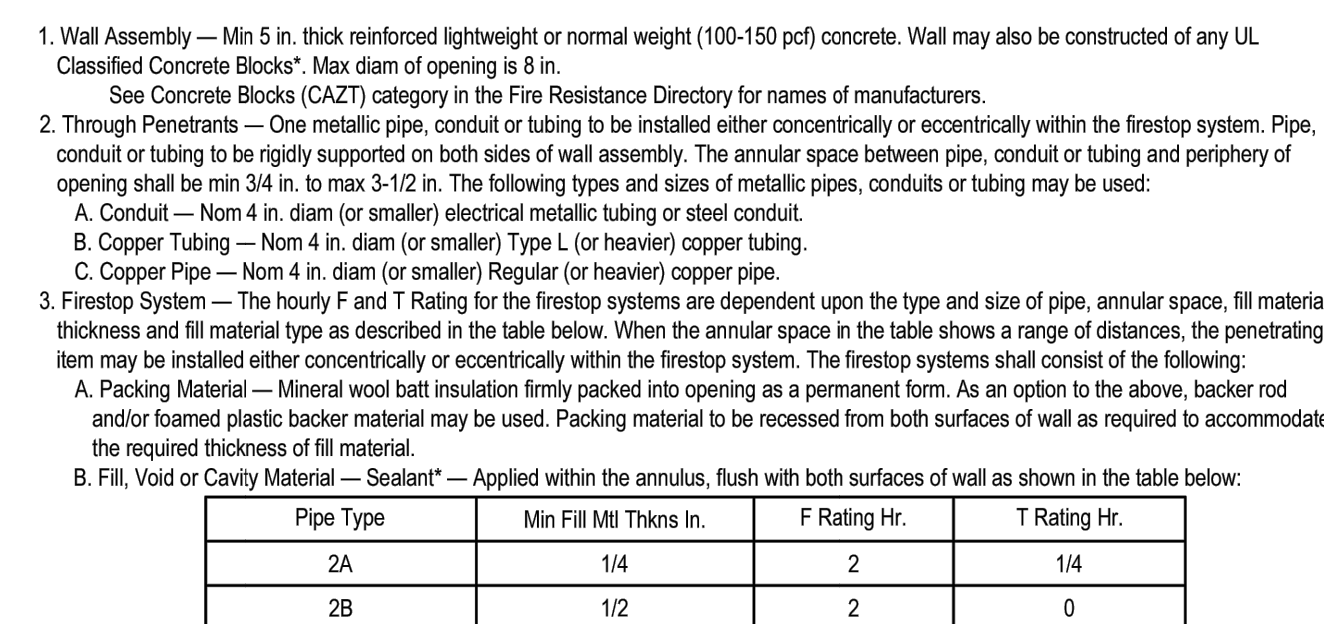 1. Wall Assembly — Min 5 in. thick reinforced lightweight or normal weight (100-150 pcf) concrete. Wall may also be constructed of any UL
Classified Concrete Blocks*. Max diam of opening is 8 in.
See Concrete Blocks (CAZT) category in the Fire Resistance Directory for names of manufacturers.
2. Through Penetrants — One metallic pipe, conduit or tubing to be installed either concentrically or eccentrically within the firestop system. Pipe,
conduit or tubing to be rigidly supported on both sides of wall assembly. The annular space between pipe, conduit or tubing and periphery of
opening shall be min 3/4 in. to max 3-1/2 in. The following types and sizes of metallic pipes, conduits or tubing may be used:
A. Conduit — Nom 4 in. diam (or smaller) electrical metallic tubing or steel conduit.
B. Copper Tubing — Nom 4 in. diam (or smaller) Type L (or heavier) copper tubing.
C. Copper Pipe — Nom 4 in. diam (or smaller) Regular (or heavier) copper pipe.
3. Firestop System — The hourly F and T Rating for the firestop systems are dependent upon the type and size of pipe, annular space, fill materia
thickness and fill material type as described in the table below. When the annular space in the table shows a range of distances, the penetrating
item may be installed either concentrically or eccentrically within the firestop system. The firestop systems shall consist of the following:
A. Packing Material — Mineral wool batt insulation firmly packed into opening as a permanent form. As an option to the above, backer rod
and/or foamed plastic backer material may be used. Packing material to be recessed from both surfaces of wall as required to accommodate
the required thickness of fill material.
B. Fill, Void or Cavity Material — Sealant* — Applied within the annulus, flush with both surfaces of wall as shown in the table below:
Pipe Type Min Fill Mtl Thkns In. F Rating Hr. T Rating Hr.
2A 1/4 2 1/4
2B 1/2 2 0